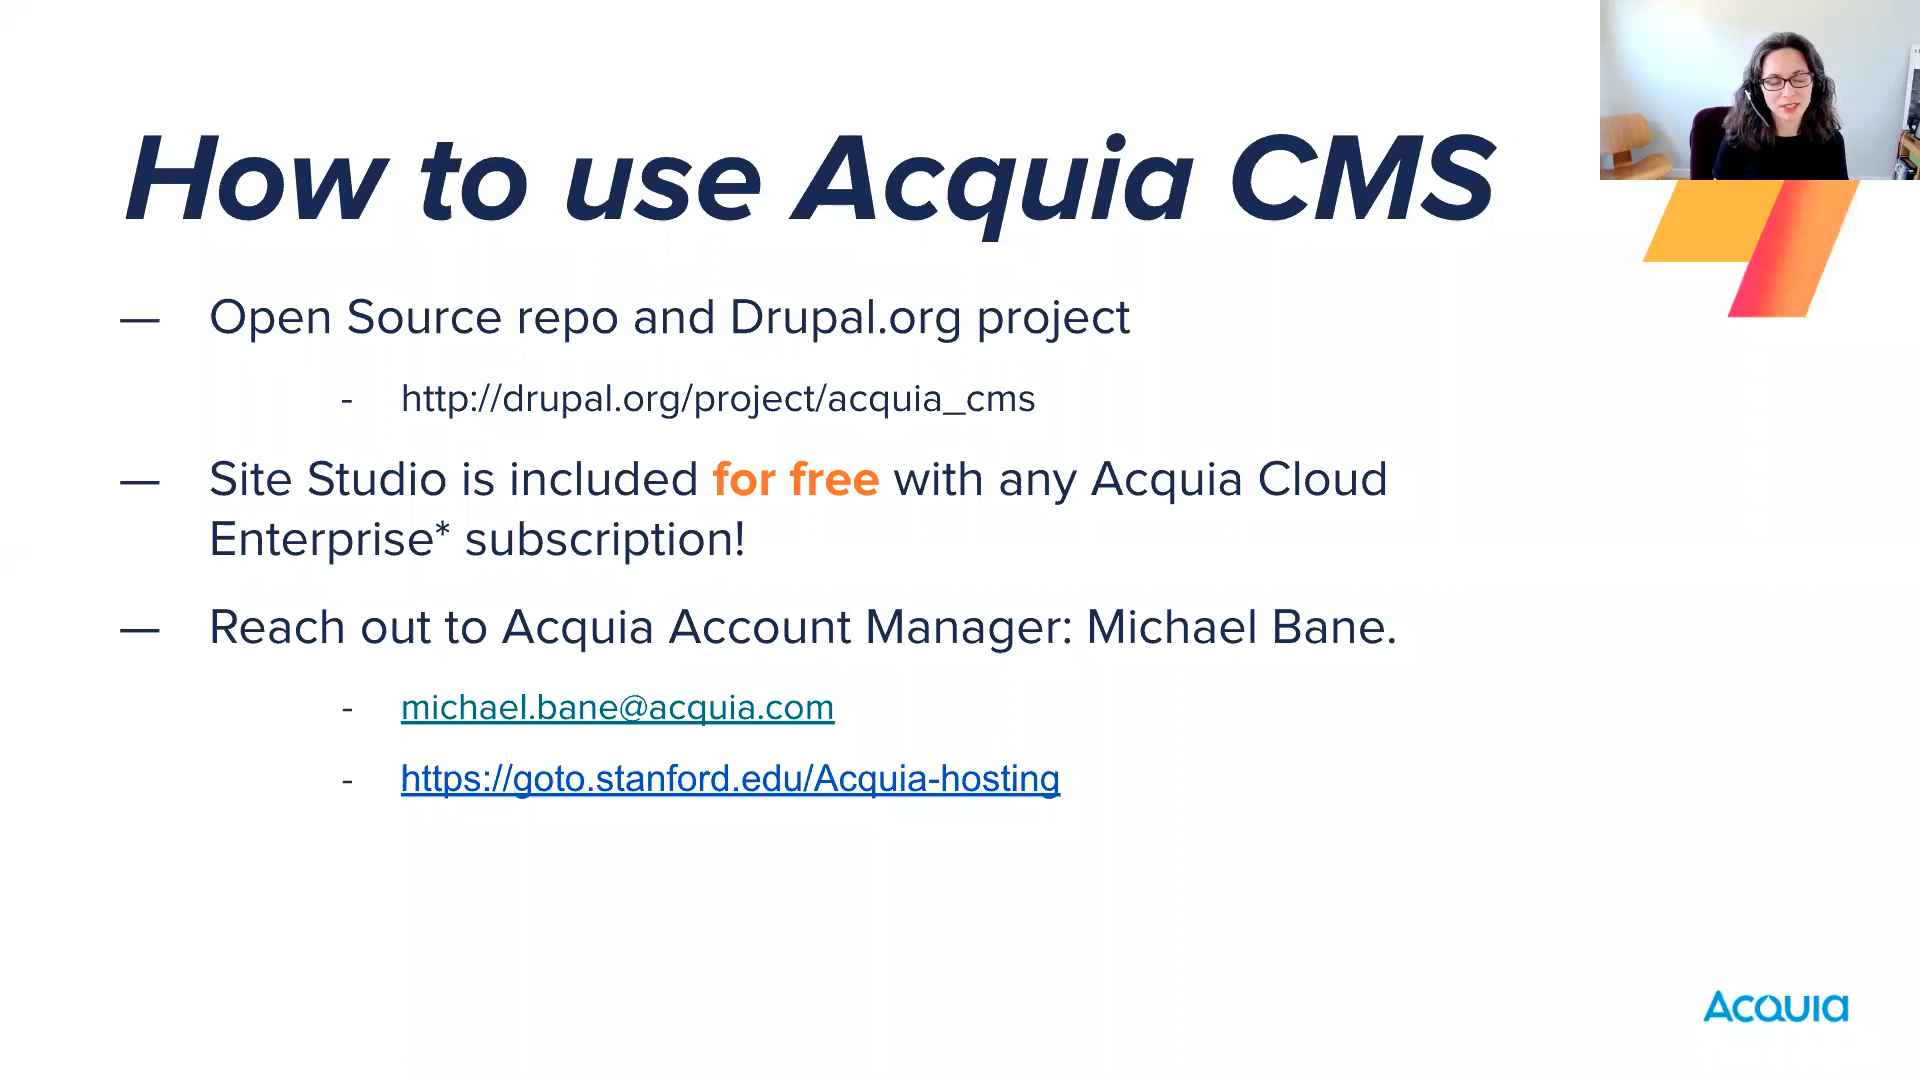 How to use Acquia CMS
— Open Source repo and Drupal.org project
- http://drupal.org/project/acquia_cms
— Site Studio is included for free with any Acquia Cloud
Enterprise* subscription!
— Reach out to Acquia Account Manager: Michael Bane.
- michael.bane@acquia.com
- https://goto.stanford.edu/Acquia-hosting
Acquia